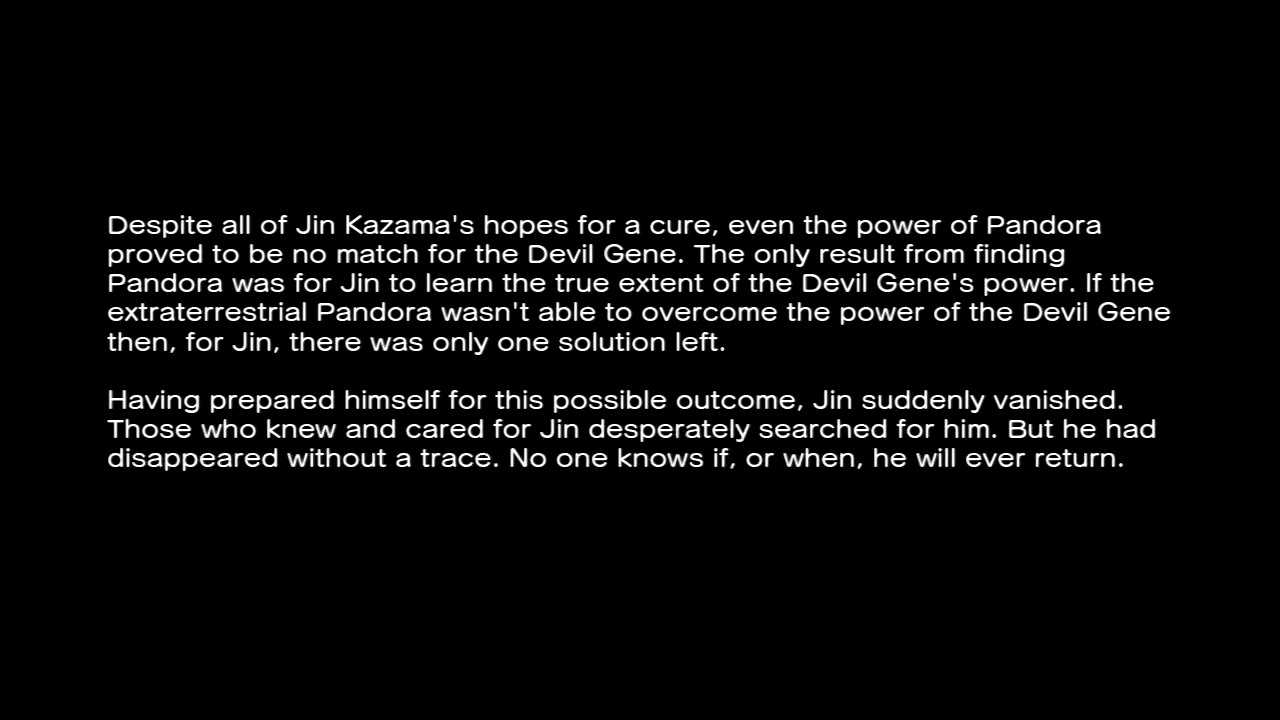 Despite all of Jin Kazama's hopes for a cure, even the power of Pandora
proved to be no match for the Devil Gene. The only result from finding
Pandora was for Jin to learn the true extent of the Devil Gene's power. If the
extraterrestrial Pandora wasn't able to overcome the power of the Devil Gene
then, for Jin, there was only one solution left.
Having prepared himself for this possible outcome, Jin suddenly vanished.
Those who knew and cared for Jin desperately searched for him. But he had
disappeared without a trace. No one knows if, or when, he will ever return.